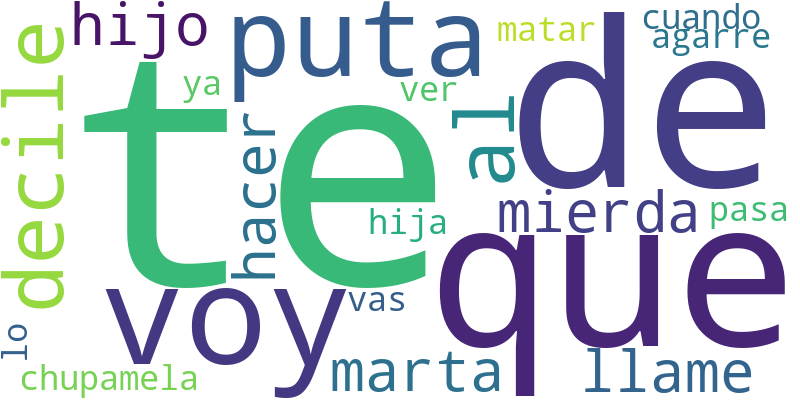 hijo
puta
matar
cuando
agarre
decile
te
ya
ver
de
hacer
al
hija
mierda
pasa
voy
vas
que
lo
chupamela
marta
llame